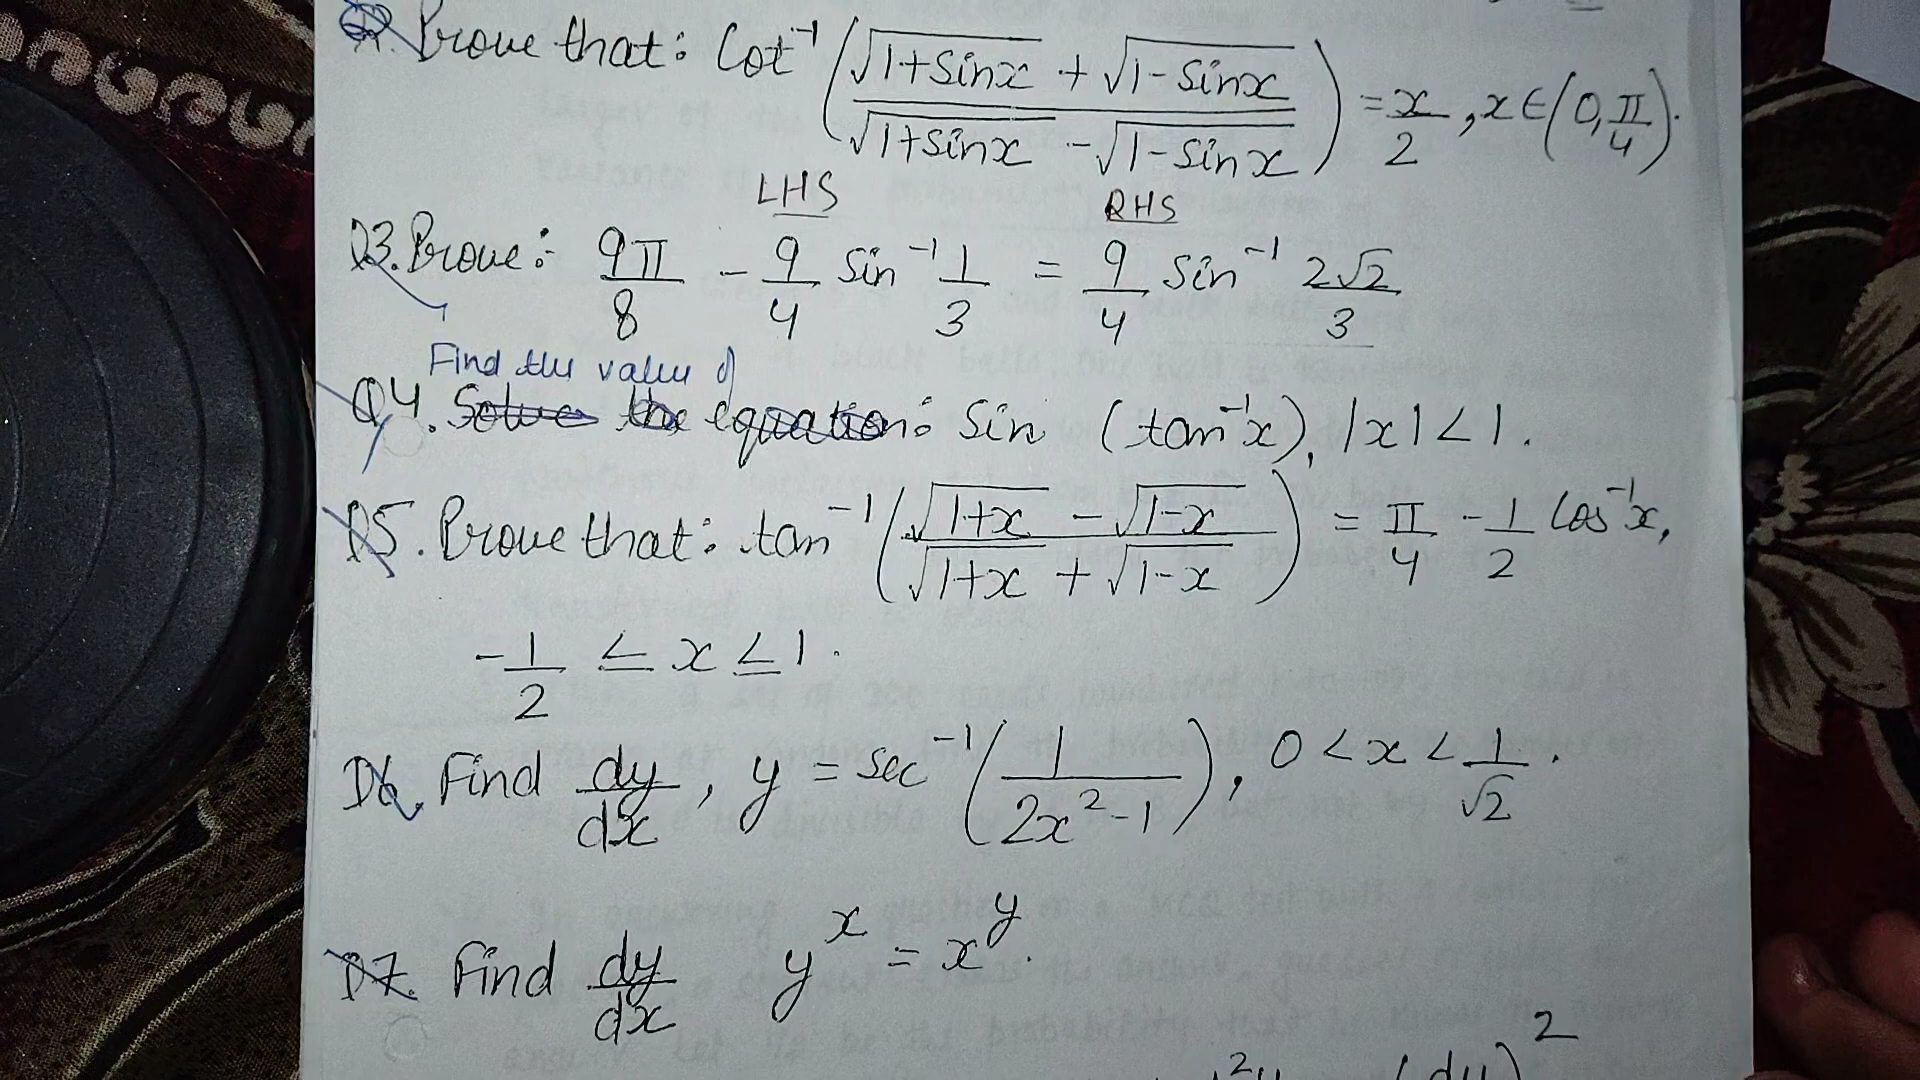 Prove that: Cot⁻¹ (√(1+Sinx) + √(1-Sinx) / √(1+Sinx) - √(1-Sinx)) = x/2, x∈(0, π/4).
LHS RHS
Q3. Prove: 9π/8 - 9/4 Sin⁻¹ 1/3 = 9/4 Sin⁻¹ 2√2/3
Find the value of
Q4. Solve the equation: Sin (tan⁻¹x), |x|<1.
Q5. Prove that: tan⁻¹ (√(1+x) - √(1-x) / √(1+x) + √(1-x)) = π/4 - 1/2 Cos⁻¹x,
-1/2 ≤ x ≤ 1.
Q6. Find dy/dx, y = sec⁻¹ (1/(2x²-1)), 0 < x < 1/√2.
Q7. Find dy/dx y^x = x^y.